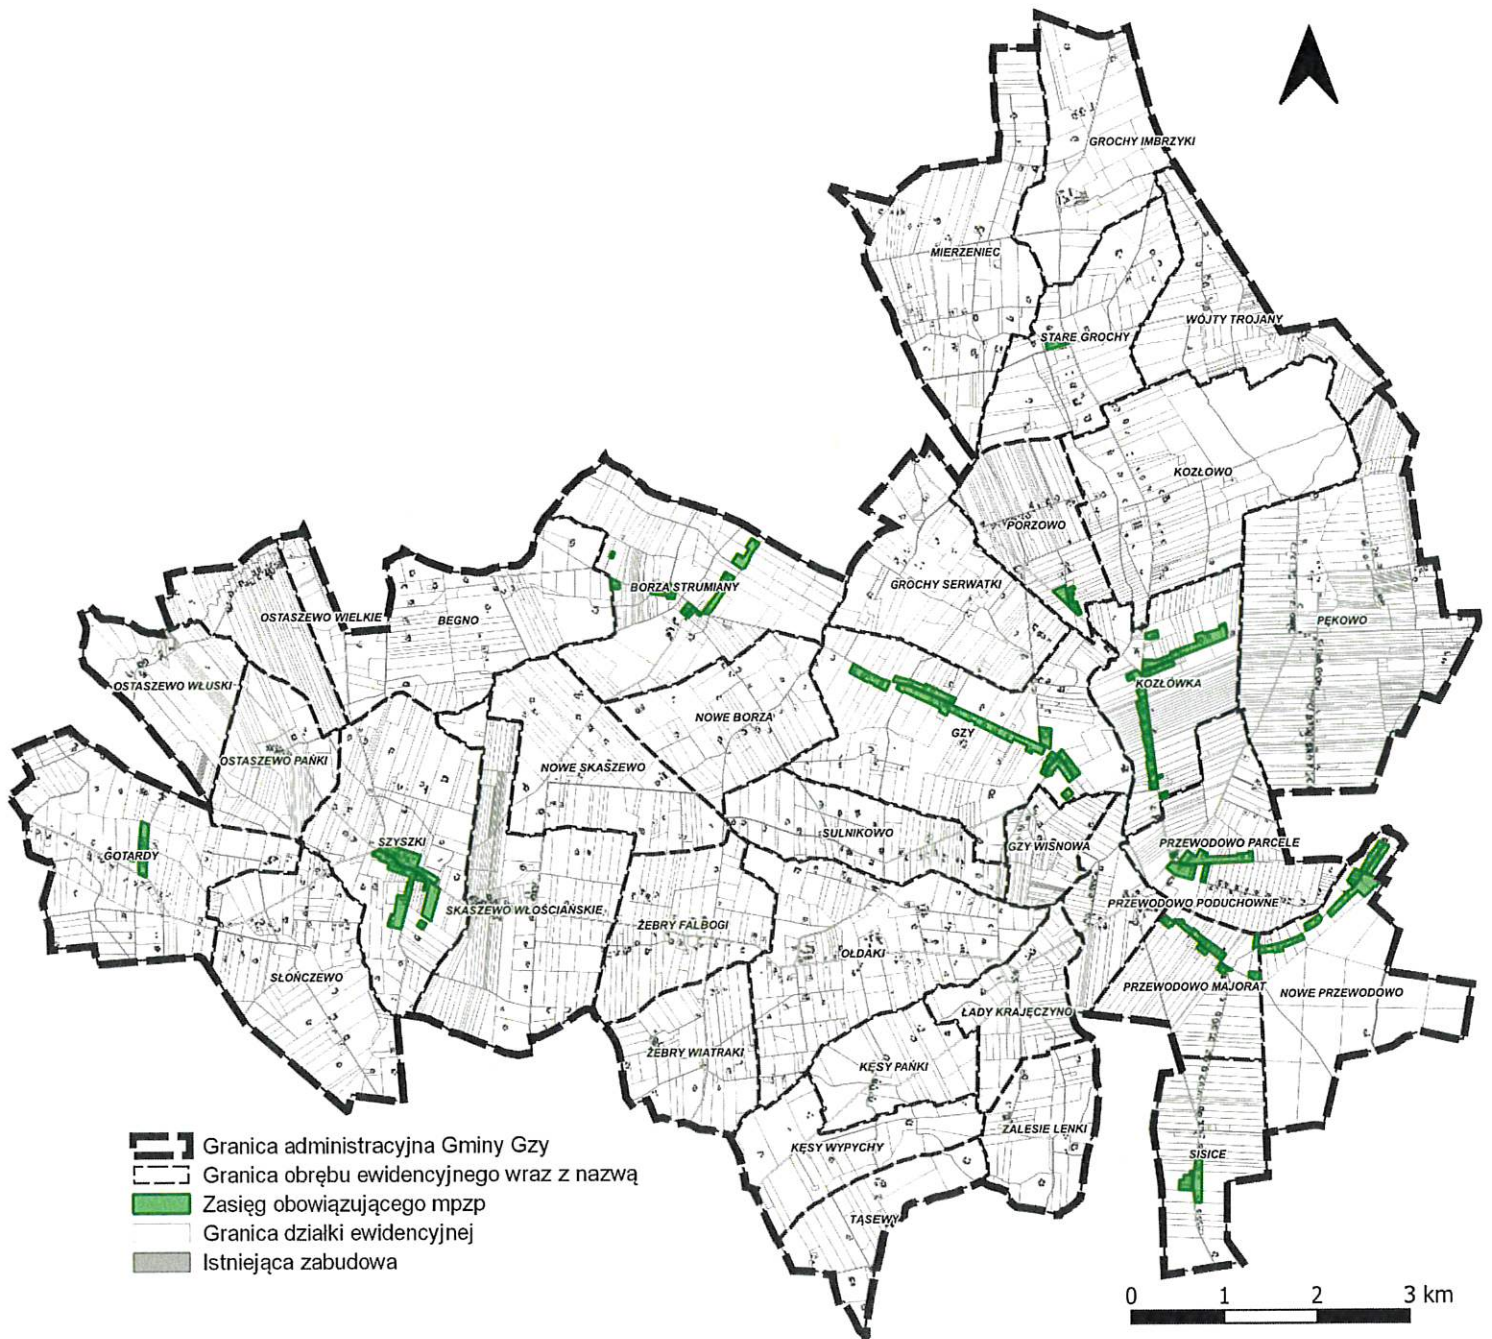 GROCHY IMBRZYKI
MIERZENIEC
WÓJTY TROJANY
STARE GROCHY
KOZŁOWO
PORZOWO
GROCHY SERWATKI
BORZA STRUMIANY
OSTASZEWO WIELKIE
BEGNO
PĘKOWO
OSTASZEWO WŁUSKI
KOZŁÓWKA
NOWE BORZA
GZY
OSTASZEWO PAŃKI
NOWE SKASZEWO
SULNIKOWO
SZYSZKI
GZY WIŚNOWA
PRZEWODOWO PARCELE
GOTARDY
SKASZEWO WŁOŚCIAŃSKIE
PRZEWODOWO PODUCHOWNE
ŻEBRY FALBOGI
OŁDAKI
SŁOŃCZEWO
PRZEWODOWO MAJORAT
NOWE PRZEWODOWO
ŁADY KRAJĘCZYNO
ŻEBRY WIATRAKI
KĘSY PAŃKI
ZALESIE LENKI
KĘSY WYPYCHY
SISICE
TĄSEWY
Granica administracyjna Gminy Gzy
Granica obrębu ewidencyjnego wraz z nazwą
Zasięg obowiązującego mpzp
Granica działki ewidencyjnej
Istniejąca zabudowa
0 1 2 3 km